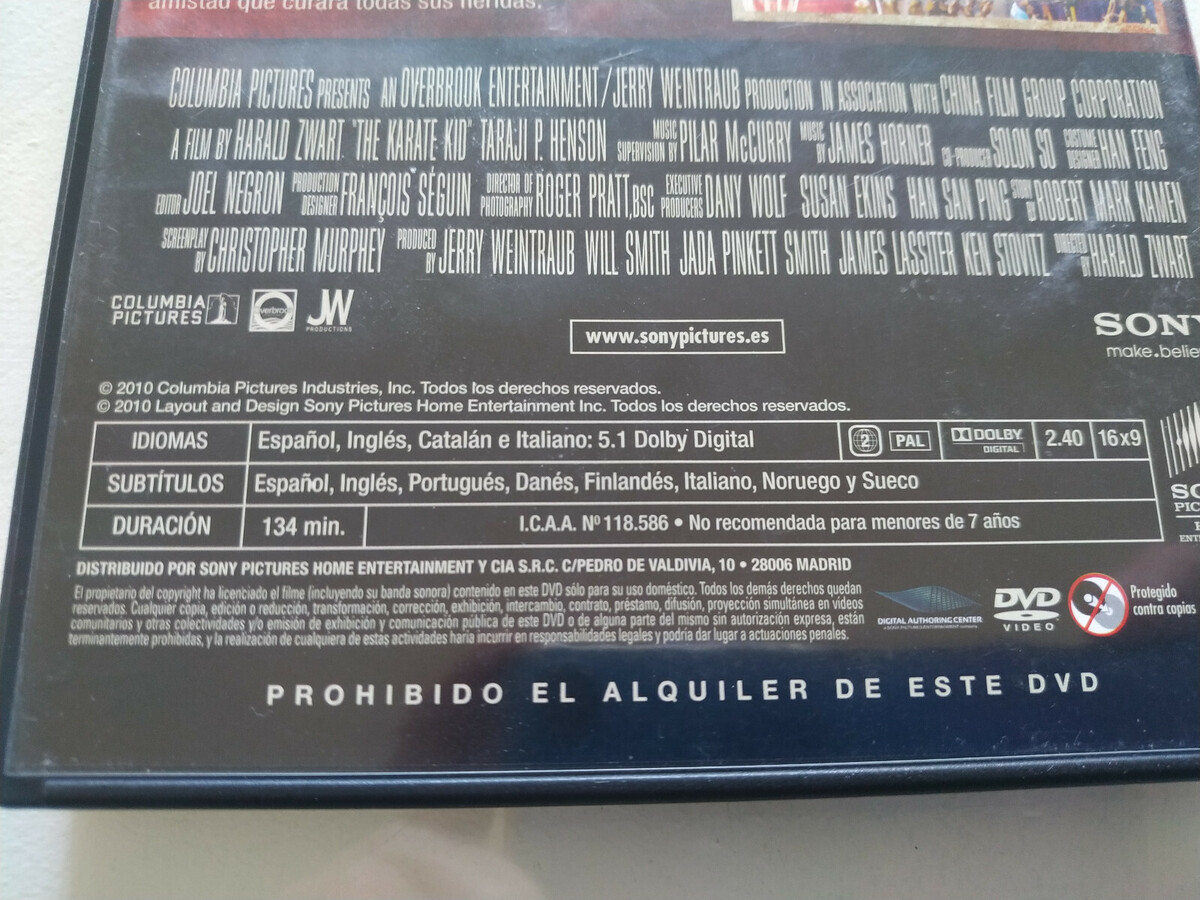 amistad que curará todas sus heridas.
COLUMBIA PICTURES PRESENTS AN OVERBROOK ENTERTAINMENT/JERRY WEINTRAUB PRODUCTION IN ASSOCIATION WITH CHINA FILM GROUP CORPORATION
A FILM BY HARALD ZWART "THE KARATE KID" TARAJI P. HENSON MUSIC SUPERVISION BY PILAR McCURRY MUSIC BY JAMES HORNER CO-PRODUCER SOLON SO COSTUME DESIGNER HAN FENG
EDITOR JOEL NEGRON PRODUCTION DESIGNER FRANÇOIS SÉGUIN DIRECTOR OF PHOTOGRAPHY ROGER PRATT, BSC EXECUTIVE PRODUCERS DANY WOLF SUSAN EKINS HAN SAN PING STORY BY ROBERT MARK KAMEN
SCREENPLAY BY CHRISTOPHER MURPHEY PRODUCED BY JERRY WEINTRAUB WILL SMITH JADA PINKETT SMITH JAMES LASSITER KEN STOVITZ DIRECTED BY HARALD ZWART
COLUMBIA PICTURES overbrook JW PRODUCTIONS
www.sonypictures.es
SONY
make.belie
© 2010 Columbia Pictures Industries, Inc. Todos los derechos reservados.
© 2010 Layout and Design Sony Pictures Home Entertainment Inc. Todos los derechos reservados.
IDIOMAS Español, Inglés, Catalán e Italiano: 5.1 Dolby Digital 2 PAL DOLBY DIGITAL 2.40 16x9
SUBTÍTULOS Español, Inglés, Portugués, Danés, Finlandés, Italiano, Noruego y Sueco
DURACIÓN 134 min. I.C.A.A. Nº 118.586 • No recomendada para menores de 7 años
SO
PIC
ENTE
DISTRIBUIDO POR SONY PICTURES HOME ENTERTAINMENT Y CIA S.R.C. C/PEDRO DE VALDIVIA, 10 • 28006 MADRID
El propietario del copyright ha licenciado el filme (incluyendo su banda sonora) contenido en este DVD sólo para su uso doméstico. Todos los demás derechos quedan
reservados. Cualquier copia, edición o reducción, transformación, corrección, exhibición, intercambio, contrato, préstamo, difusión, proyección simultánea en vídeos
comunitarios y otras colectividades y/o emisión de exhibición y comunicación pública de este DVD o de alguna parte del mismo sin autorización expresa, están
terminantemente prohibidas, y la realización de cualquiera de estas actividades haría incurrir en responsabilidades legales y podría dar lugar a actuaciones penales.
DIGITAL AUTHORING CENTER
DVD VIDEO
Protegido
contra copias
PROHIBIDO EL ALQUILER DE ESTE DVD